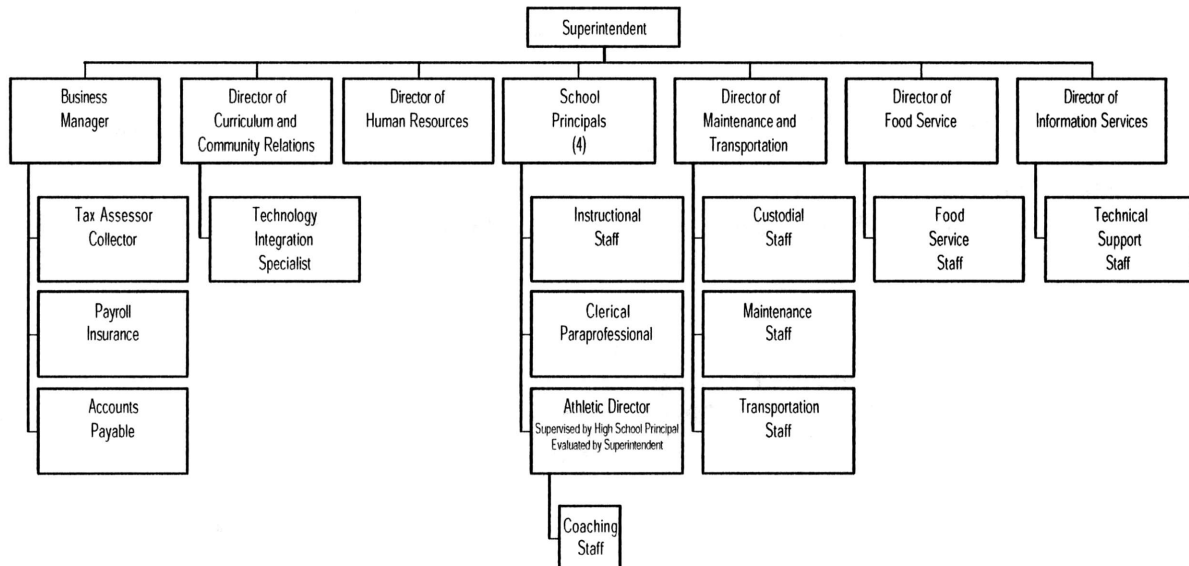 Superintendent
Business
Manager
Director of
Curriculum and
Community Relations
Director of
Human Resources
School
Principals
(4)
Director of
Maintenance and
Transportation
Director of
Food Service
Director of
Information Services
Tax Assessor
Collector
Technology
Integration
Specialist
Instructional
Staff
Custodial
Staff
Food
Service
Staff
Technical
Support
Staff
Payroll
Insurance
Clerical
Paraprofessional
Maintenance
Staff
Accounts
Payable
Athletic Director
Supervised by High School Principal
Evaluated by Superintendent
Transportation
Staff
Coaching
Staff